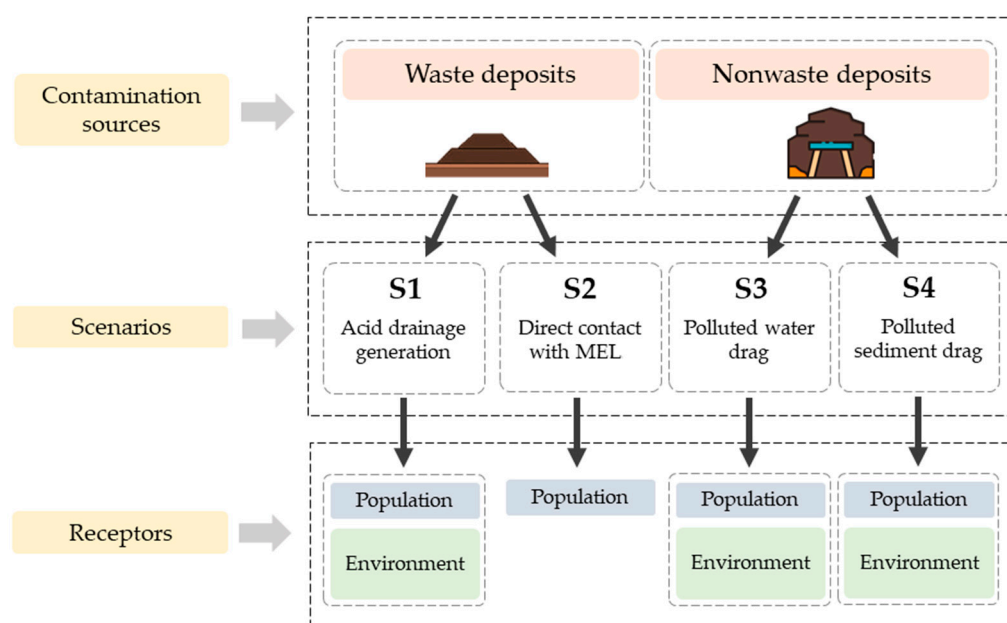 Contamination
sources
Waste deposits
Nonwaste deposits
Scenarios
S1
Acid drainage
generation
S2
Direct contact
with MEL
S3
Polluted water
drag
S4
Polluted
sediment drag
Receptors
Population
Environment
Population
Population
Environment
Population
Environment